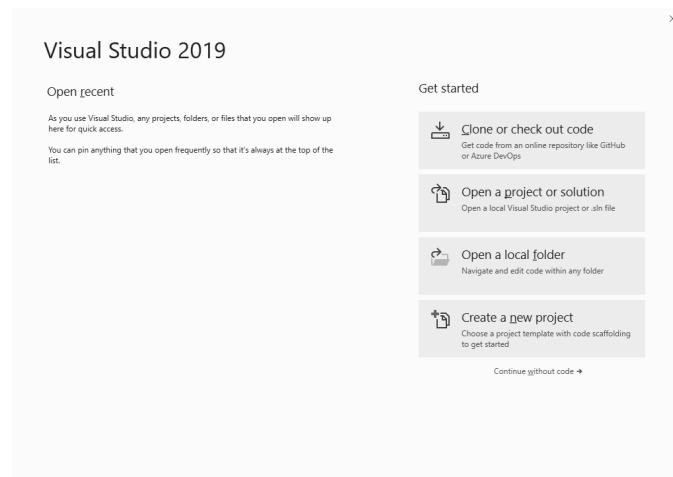 Visual Studio 2019
Open recent
As you use Visual Studio, any projects, folders, or files that you open will show up
here for quick access.
You can pin anything that you open frequently so that it's always at the top of the
list.
Get started
Clone or check out code
Get code from an online repository like GitHub
or Azure DevOps
Open a project or solution
Open a local Visual Studio project or .sln file
Open a local folder
Navigate and edit code within any folder
Create a new project
Choose a project template with code scaffolding
to get started
Continue without code →